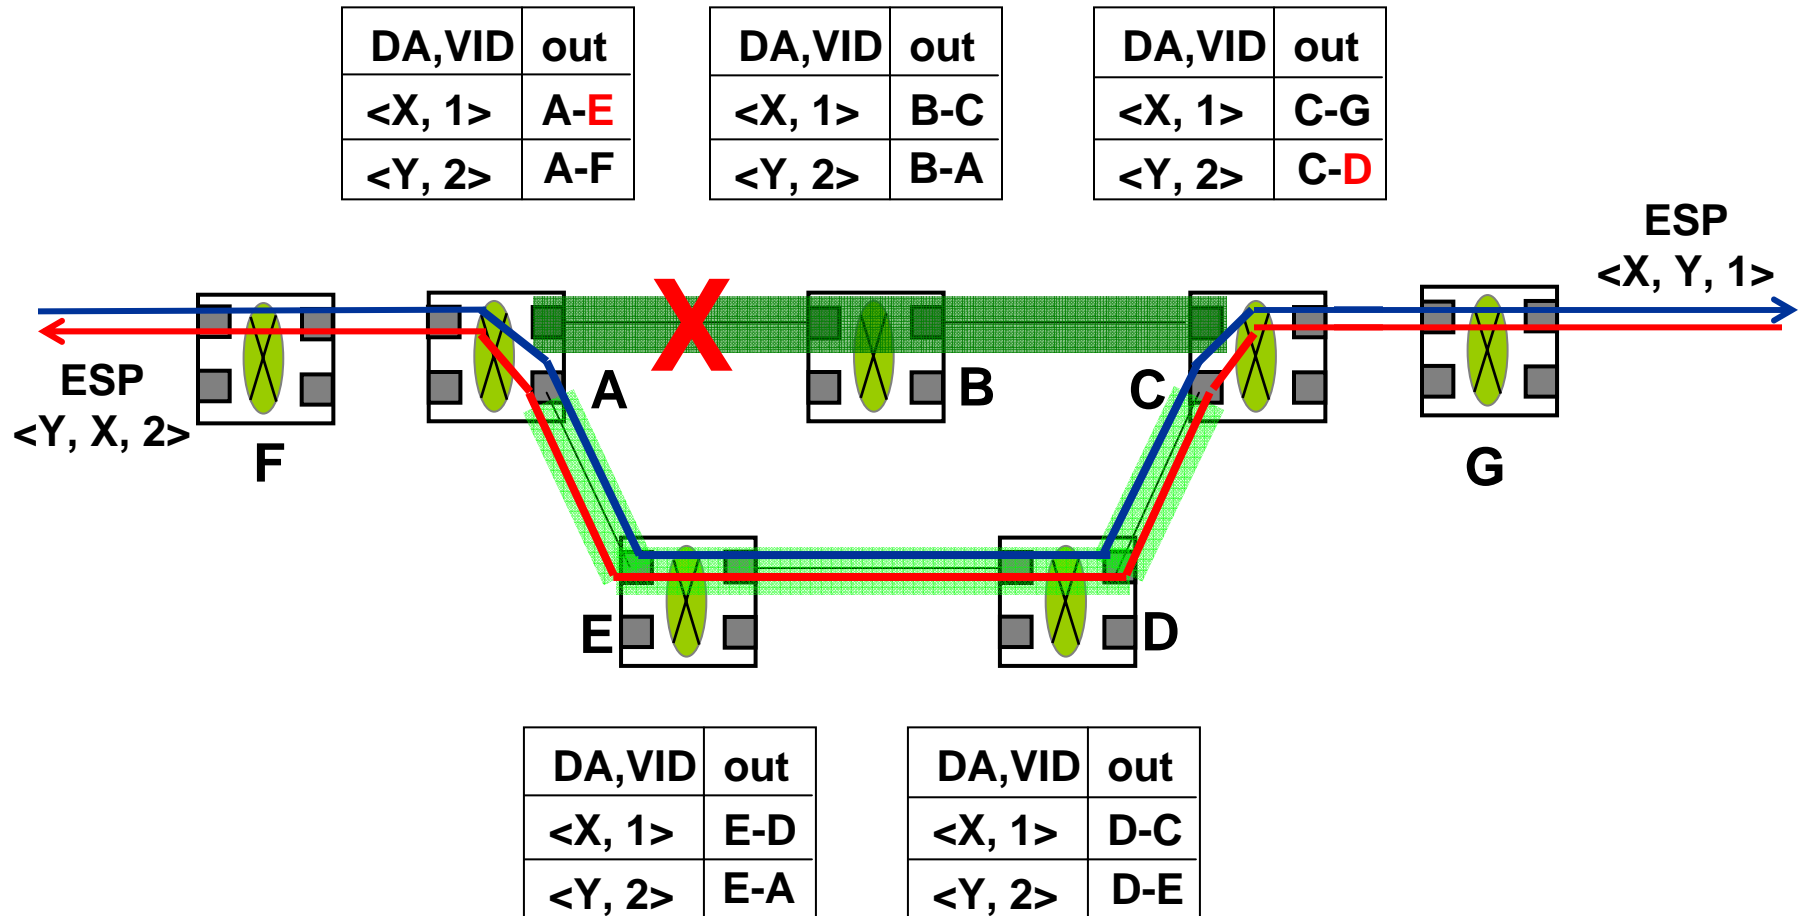 DA,VID out
<X, 1> A-E
<Y, 2> A-F
DA,VID out
<X, 1> B-C
<Y, 2> B-A
DA,VID out
<X, 1> C-G
<Y, 2> C-D
ESP
<X, Y, 1>
X
ESP
<Y, X, 2>
F
A
B
C
G
E
D
DA,VID out
<X, 1> E-D
<Y, 2> E-A
DA,VID out
<X, 1> D-C
<Y, 2> D-E